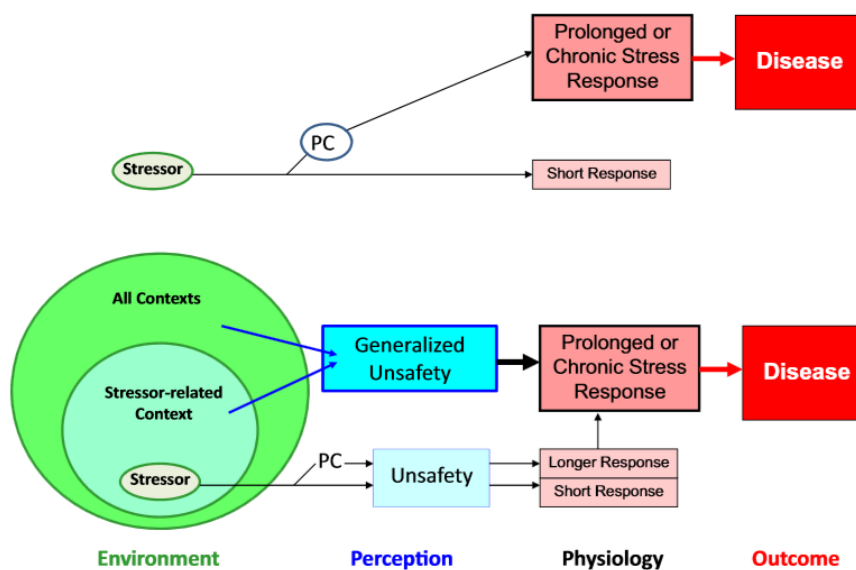 Prolonged or
Chronic Stress
Response
Disease
PC
Stressor
Short Response
All Contexts
Generalized
Unsafety
Prolonged or
Chronic Stress
Response
Disease
Stressor-related
Context
PC
Unsafety
Longer Response
Stressor
Short Response
Environment
Perception
Physiology
Outcome